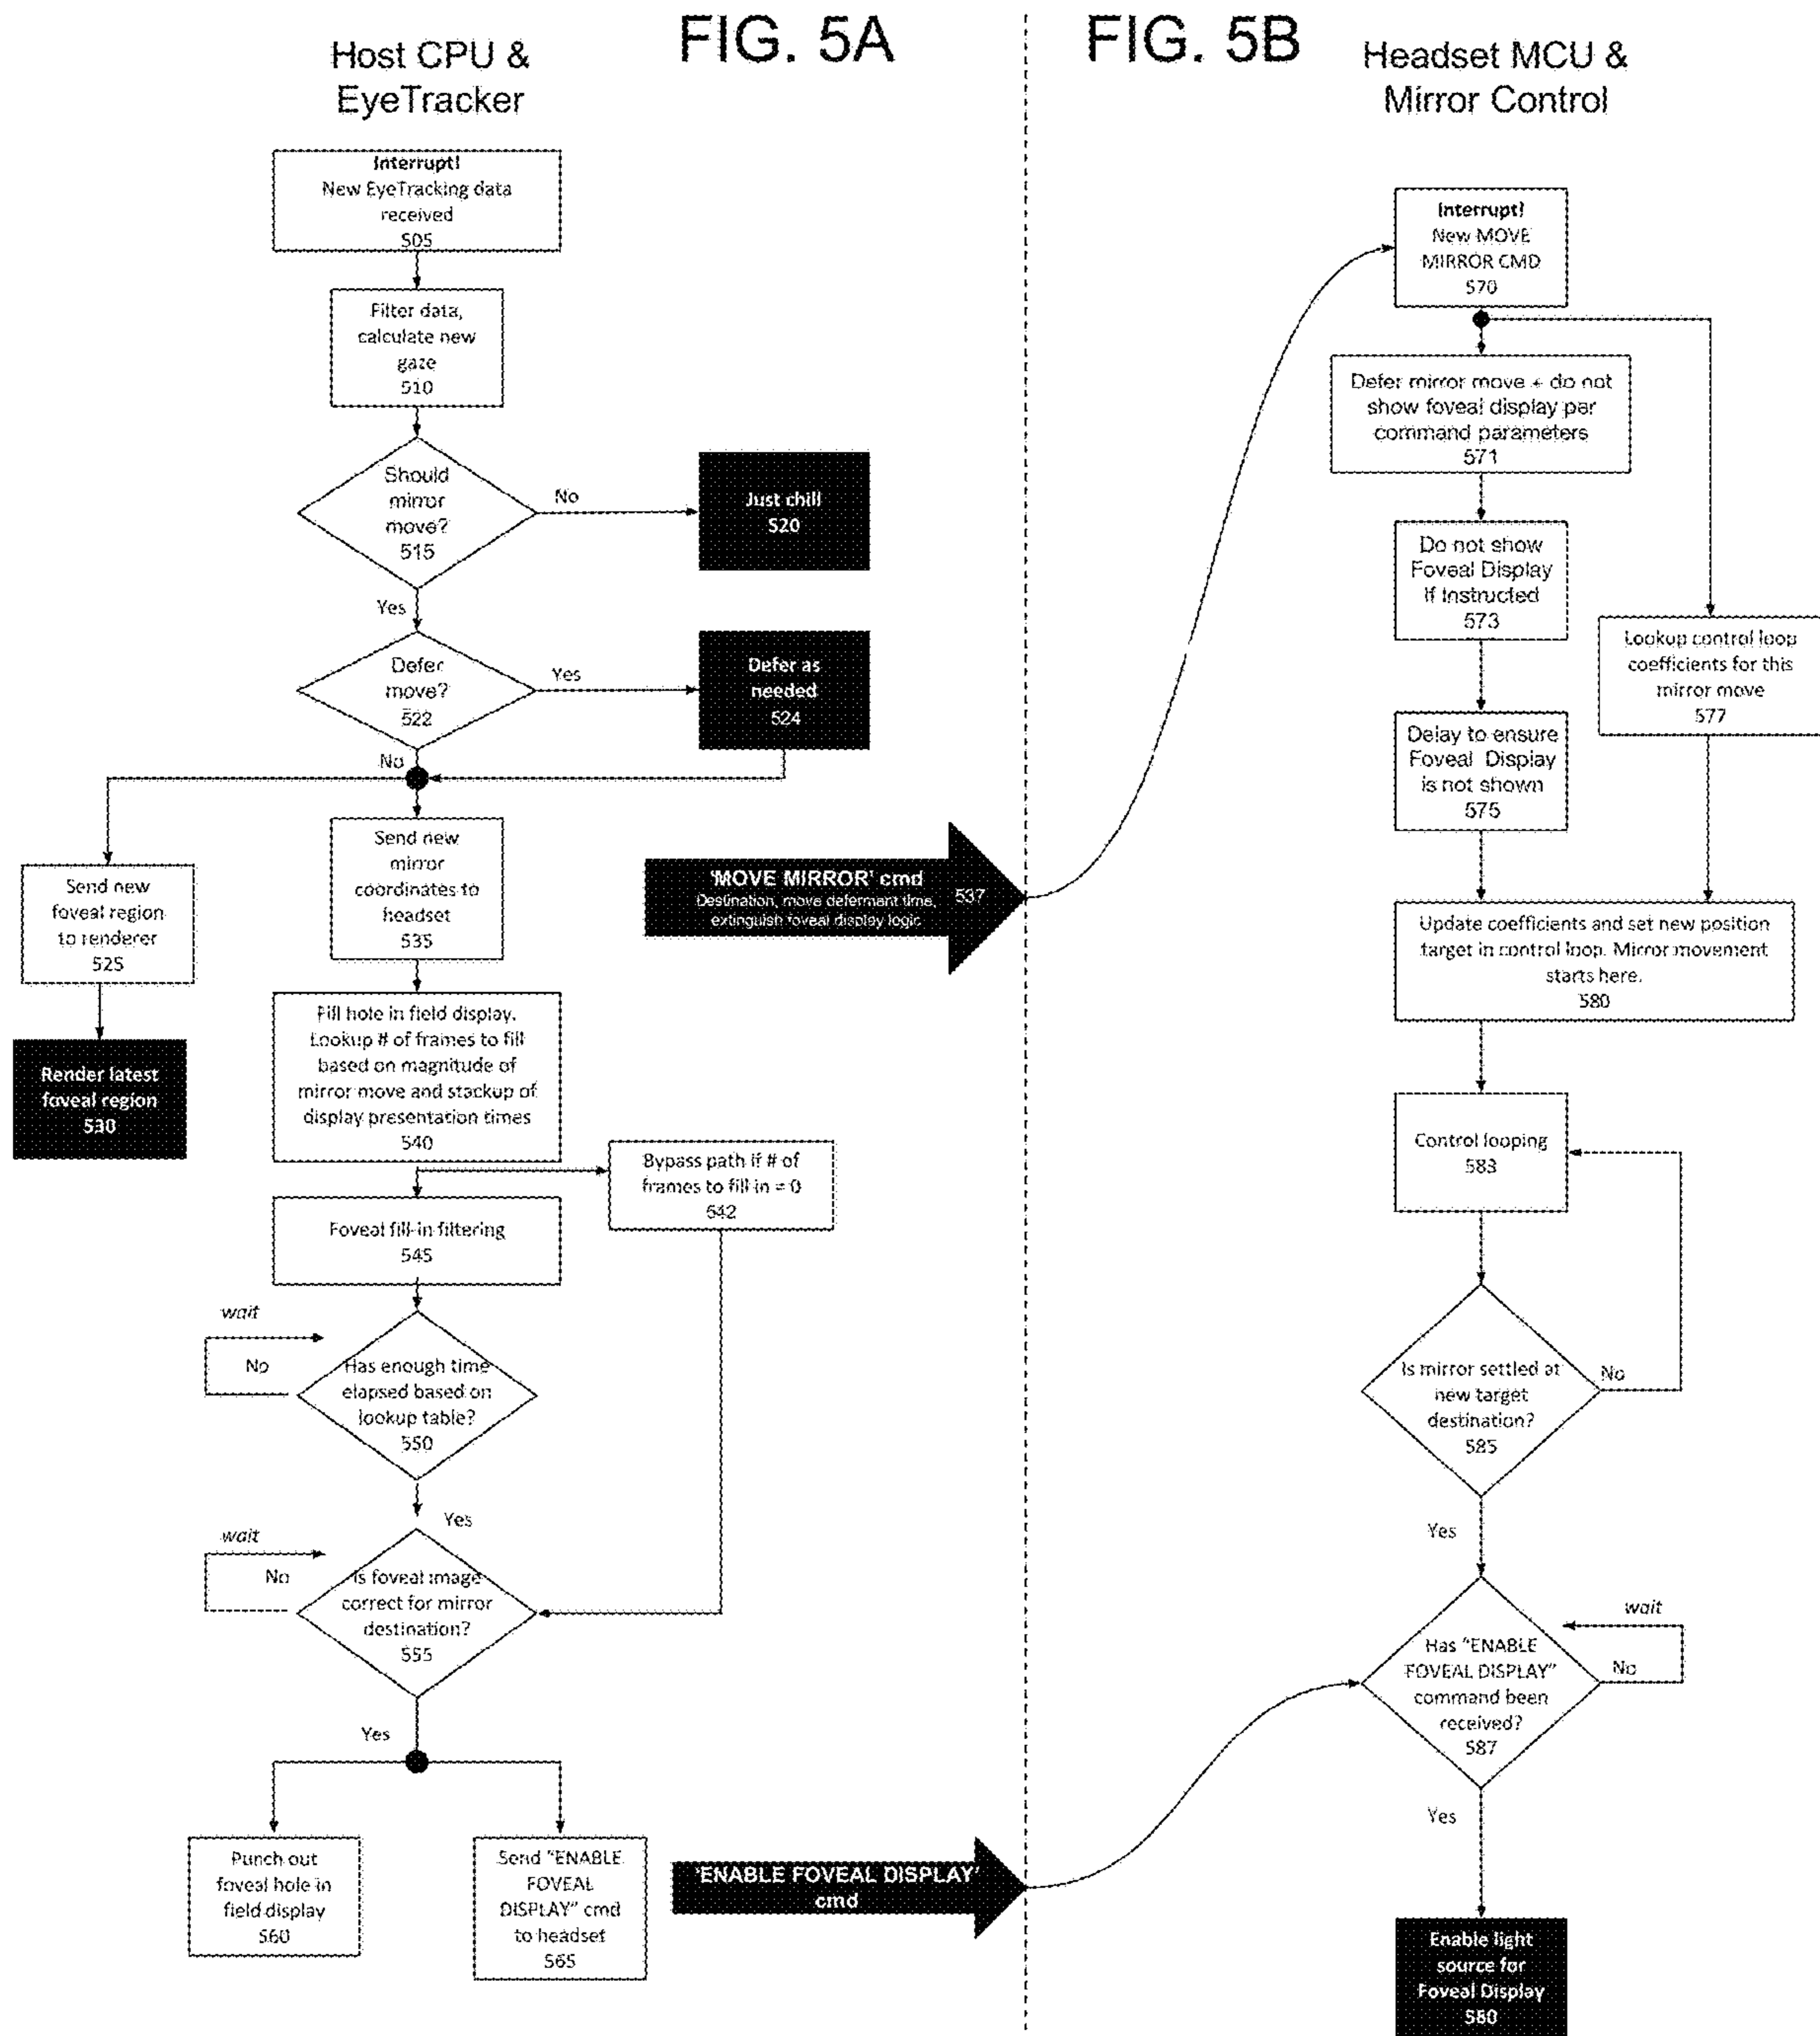 FIG. 5A
Host CPU &
EyeTracker
Interrupt!
New EyeTracking data
received
505
Filter data,
calculate new
gaze
510
Should
mirror
move?
515
No
Just chill
520
Yes
Defer
move?
522
Yes
Defer as
needed
524
No
Send new
foveal region
to renderer
525
Render latest
foveal region
530
Send new
mirror
coordinates to
headset
535
'MOVE MIRROR' cmd
Destination, move deferment time,
extinguish foveal display logic
537
Fill hole in field display.
Lookup # of frames to fill
based on magnitude of
mirror move and stackup of
display presentation times
540
Bypass path if # of
frames to fill-in = 0
542
Foveal fill-in filtering
545
wait
No
Has enough time
elapsed based on
lookup table?
550
Yes
wait
No
Is foveal image
correct for mirror
destination?
555
Yes
Punch out
foveal hole in
field display
560
Send "ENABLE
FOVEAL
DISPLAY" cmd
to headset
565
'ENABLE FOVEAL DISPLAY'
cmd
FIG. 5B
Headset MCU &
Mirror Control
Interrupt!
New MOVE
MIRROR CMD
570
Defer mirror move + do not
show foveal display per
command parameters
571
Do not show
Foveal Display
If Instructed
573
Delay to ensure
Foveal Display
is not shown
575
Lookup control loop
coefficients for this
mirror move
577
Update coefficients and set new position
target in control loop. Mirror movement
starts here.
580
Control looping
583
Is mirror settled at
new target
destination?
585
No
Yes
Has "ENABLE
FOVEAL DISPLAY"
command been
received?
587
wait
No
Yes
Enable light
source for
Foveal Display
580